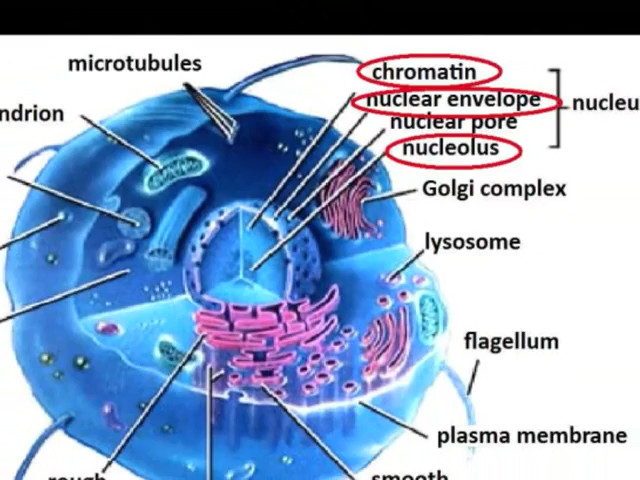 microtubules
chromatin
nuclear envelope
nucleu
ndrion
nuclear pore
nucleolus
Golgi complex
lysosome
flagellum
plasma membrane
rough
smooth